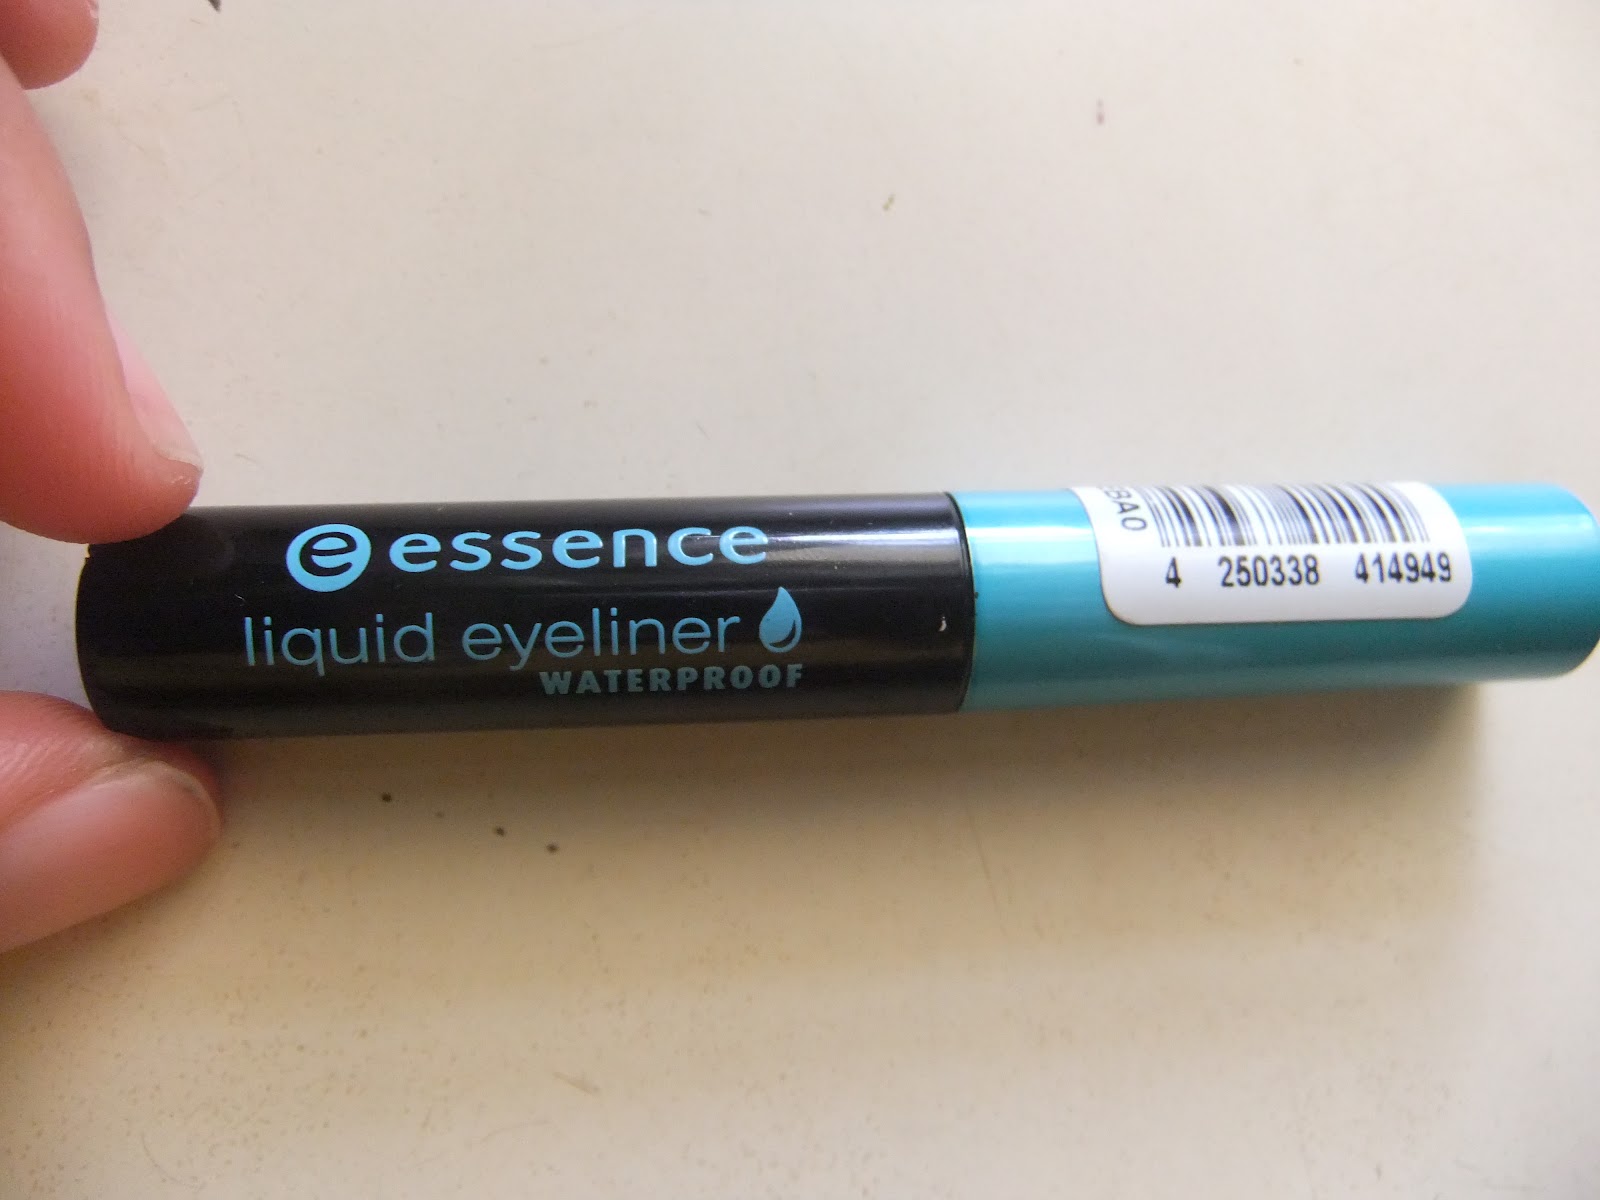 e essence
liquid eyeliner
WATERPROOF
4 250338 414949